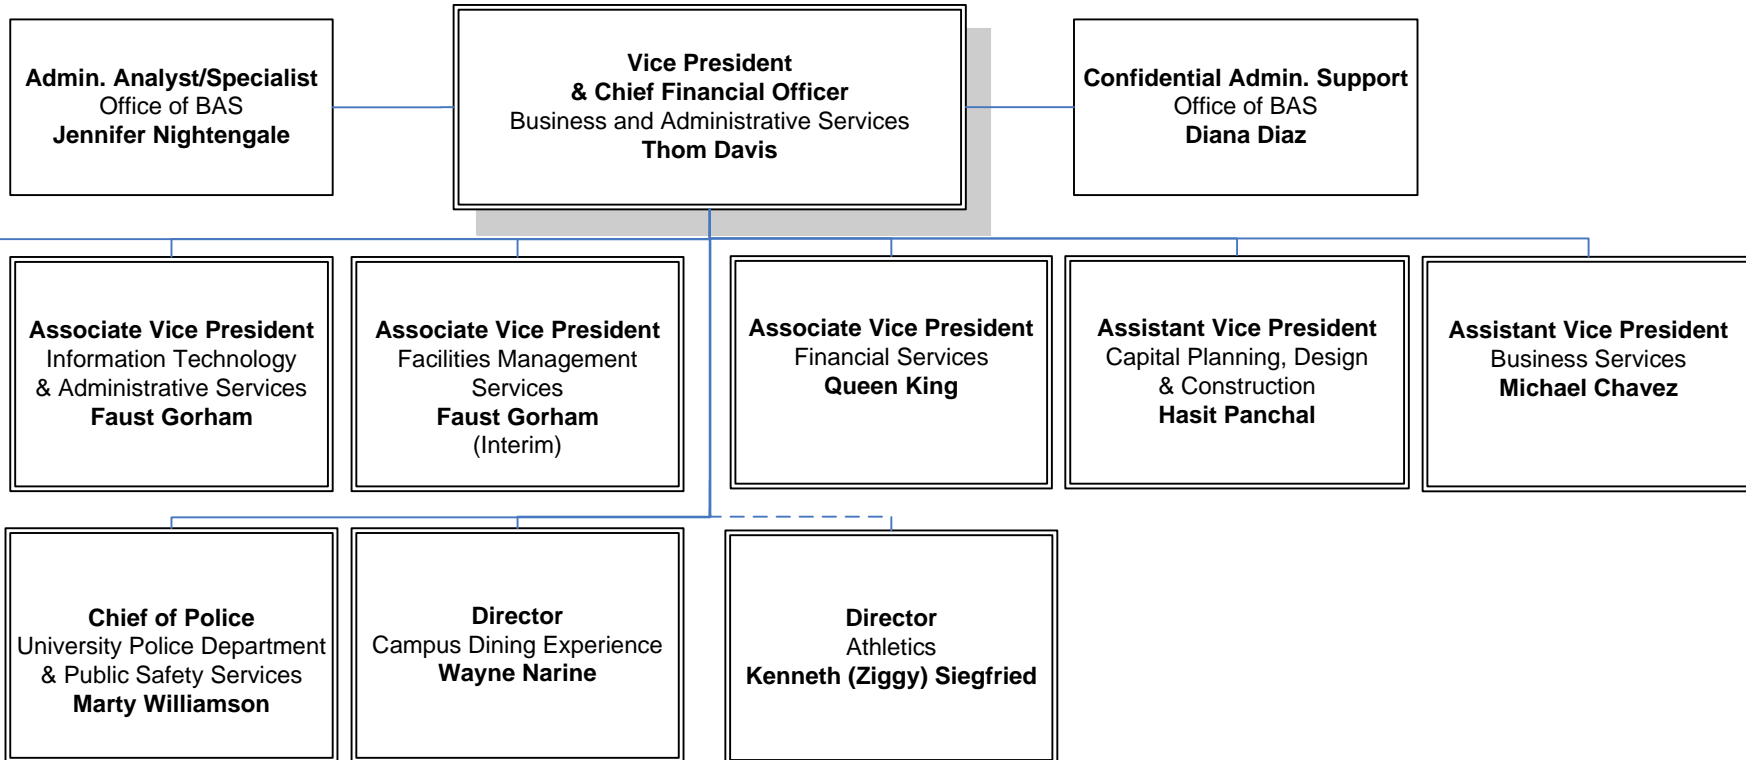 Admin. Analyst/Specialist
Office of BAS
Jennifer Nightengale
Vice President
& Chief Financial Officer
Business and Administrative Services
Thom Davis
Confidential Admin. Support
Office of BAS
Diana Diaz
Associate Vice President
Information Technology
& Administrative Services
Faust Gorham
Associate Vice President
Facilities Management
Services
Faust Gorham
(Interim)
Associate Vice President
Financial Services
Queen King
Assistant Vice President
Capital Planning, Design
& Construction
Hasit Panchal
Assistant Vice President
Business Services
Michael Chavez
Chief of Police
University Police Department
& Public Safety Services
Marty Williamson
Director
Campus Dining Experience
Wayne Narine
Director
Athletics
Kenneth (Ziggy) Siegfried